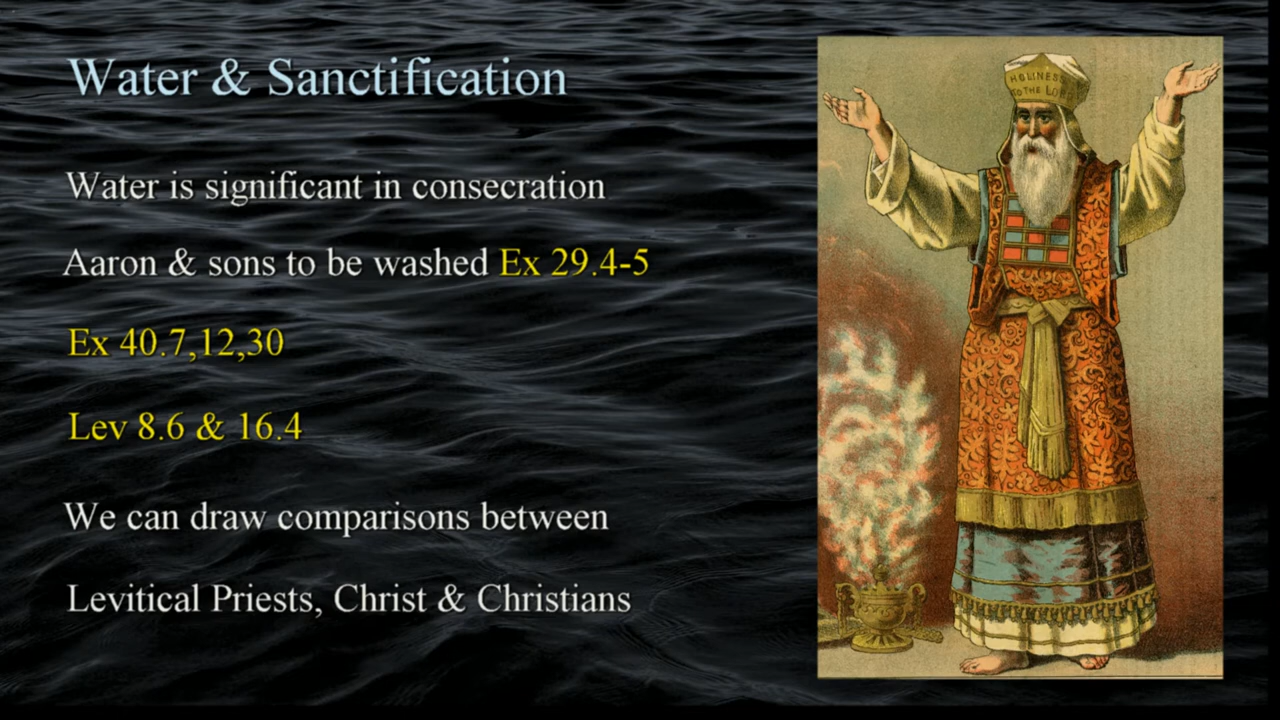 Water & Sanctification
Water is significant in consecration
Aaron & sons to be washed Ex 29.4-5
Ex 40.7,12,30
Lev 8.6 & 16.4
We can draw comparisons between
Levitical Priests, Christ & Christians
HOLINESS
TO THE LORD